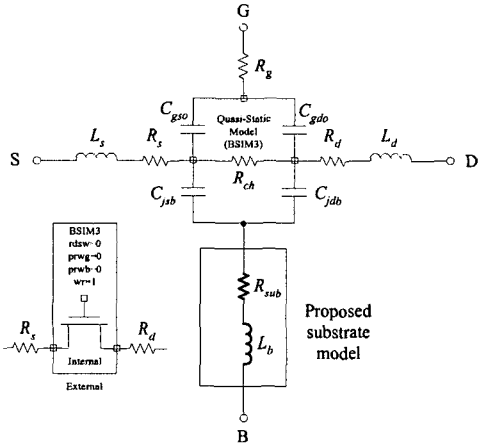 G
R_g
C_gso
Quasi-Static
Model
(BSIM3)
C_gdo
L_s
R_s
R_d
L_d
S
D
R_ch
C_jsb
C_jdb
BSIM3
rdsw=0
prwg=0
prwb=0
wr=1
R_sub
Proposed
substrate
model
R_s
R_d
L_b
Internal
External
B